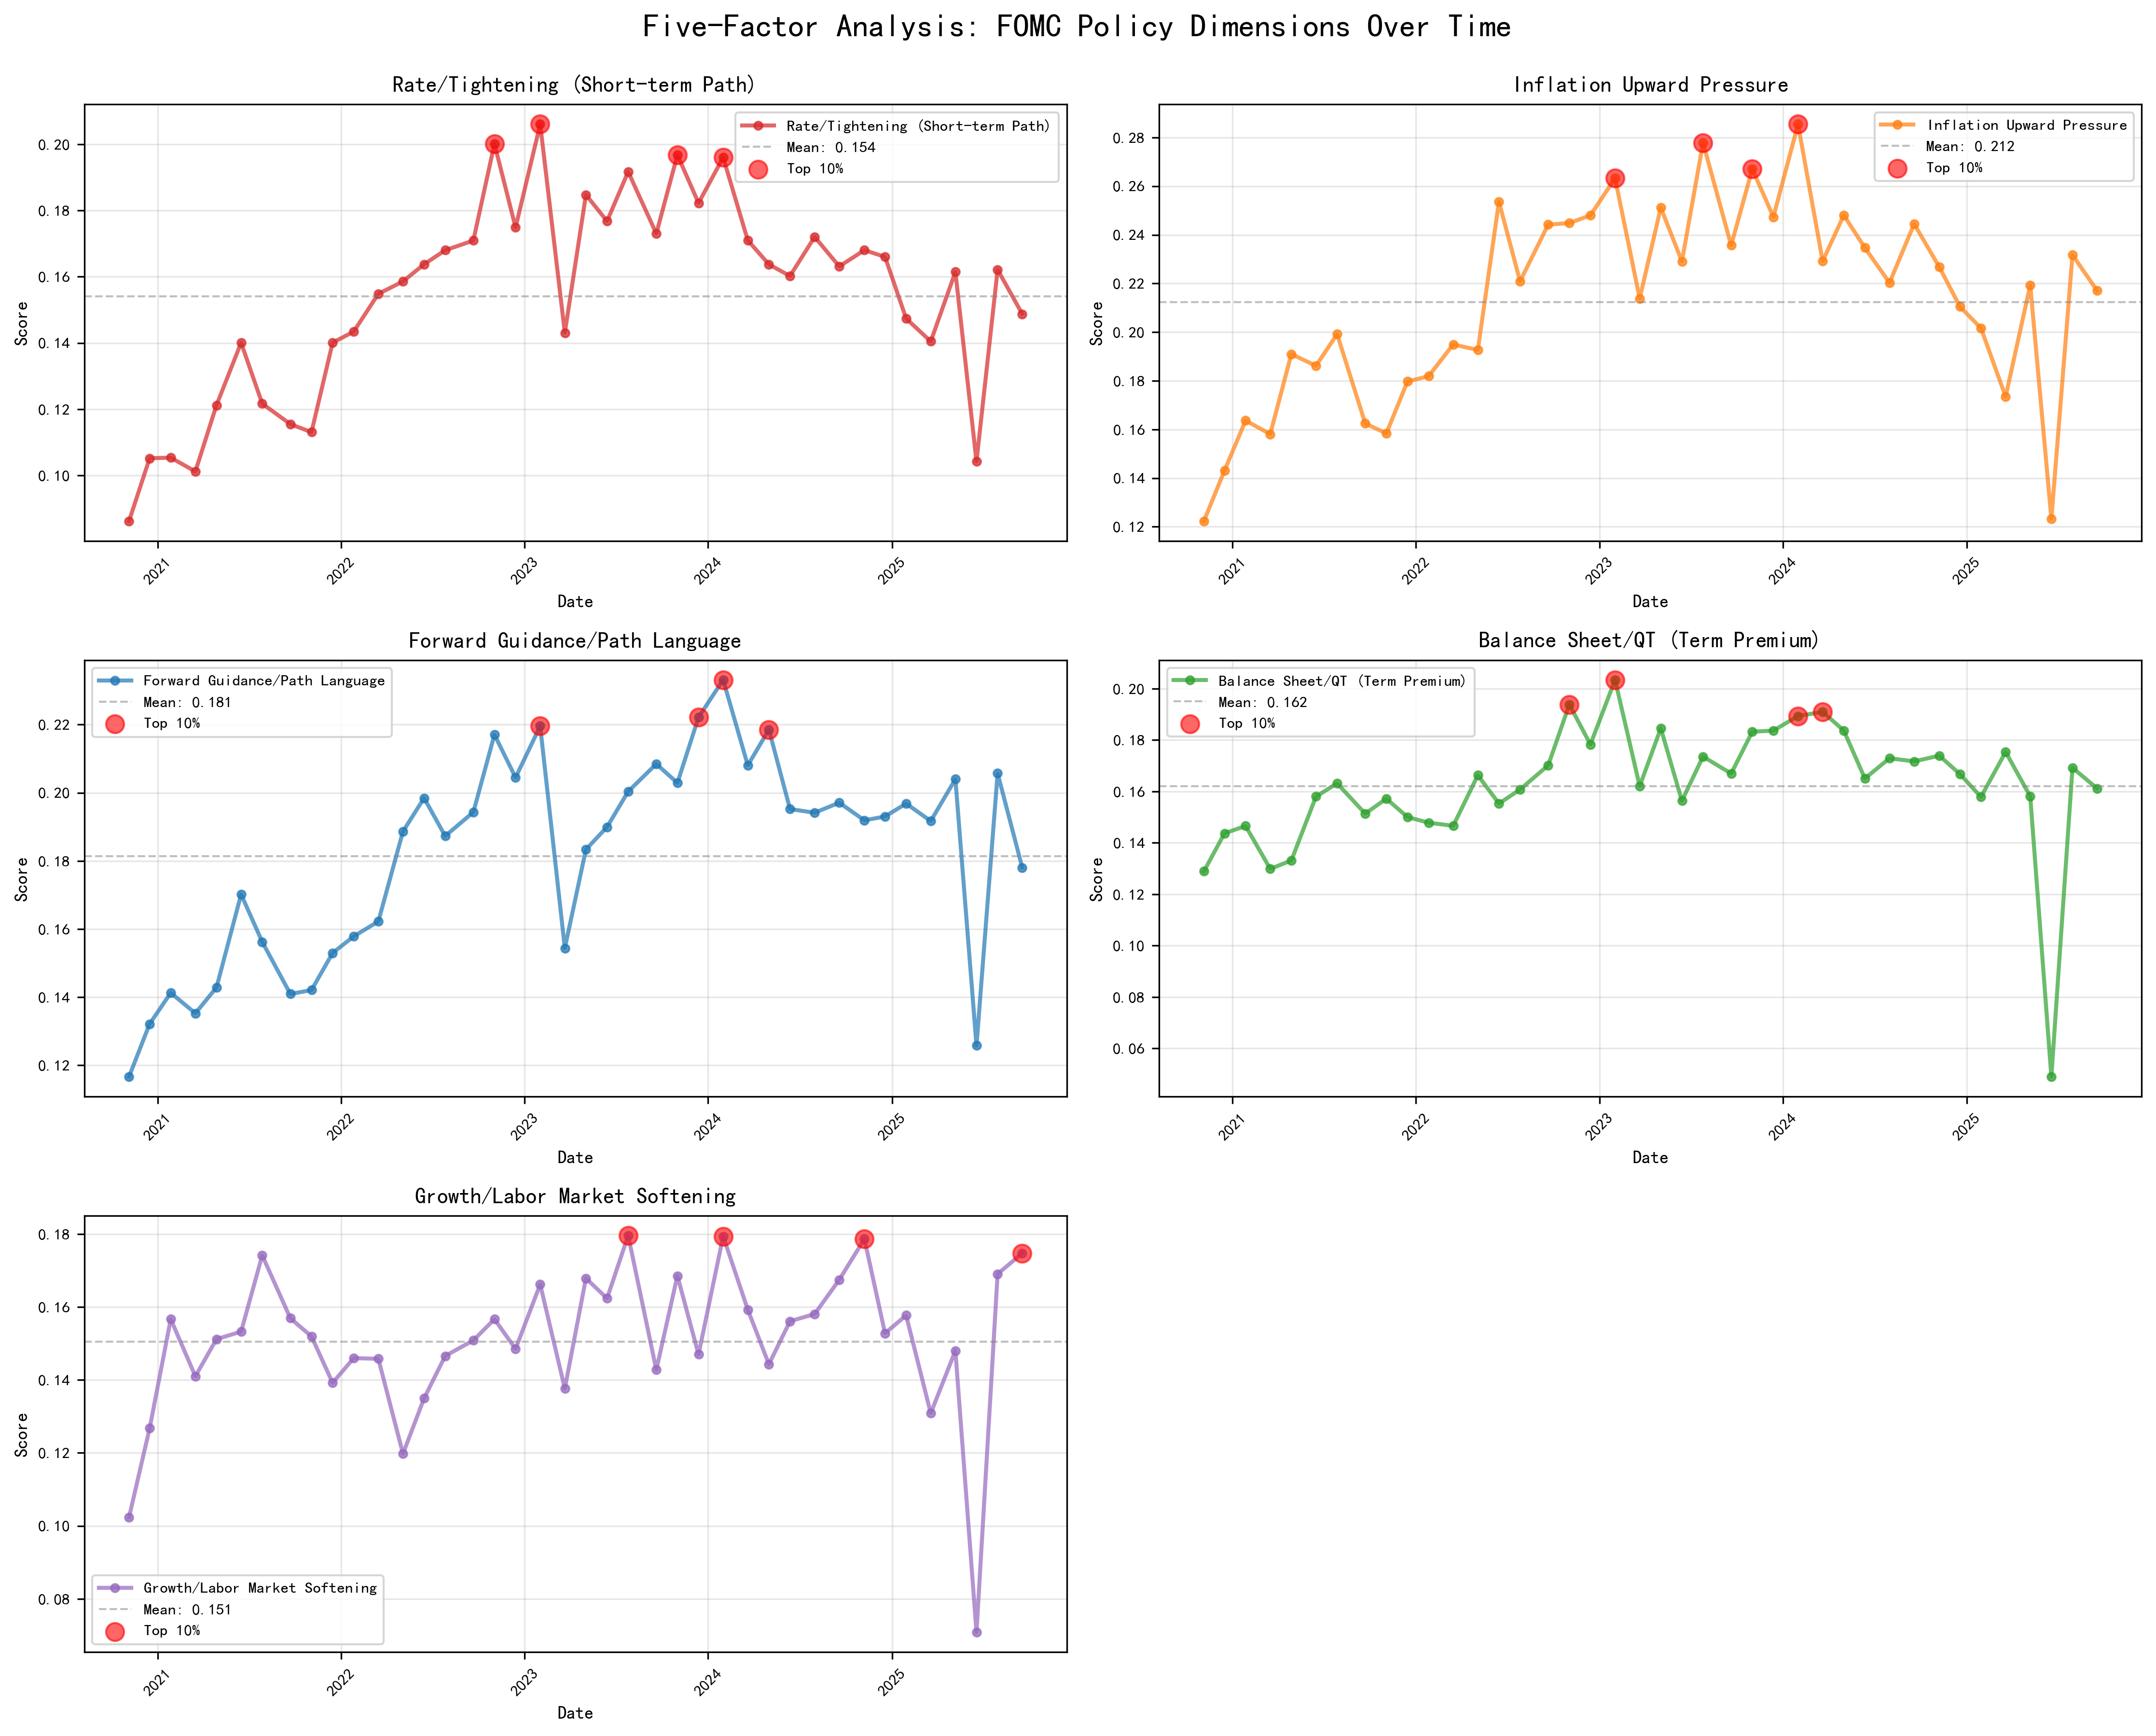 Five-Factor Analysis: FOMC Policy Dimensions Over Time
Rate/Tightening (Short-term Path)
Score
0.20
0.18
0.16
0.14
0.12
0.10
Rate/Tightening (Short-term Path)
Mean: 0.154
Top 10%
2021
2022
2023
2024
2025
Date
Inflation Upward Pressure
Score
0.28
0.26
0.24
0.22
0.20
0.18
0.16
0.14
0.12
Inflation Upward Pressure
Mean: 0.212
Top 10%
2021
2022
2023
2024
2025
Date
Forward Guidance/Path Language
Score
0.22
0.20
0.18
0.16
0.14
0.12
Forward Guidance/Path Language
Mean: 0.181
Top 10%
2021
2022
2023
2024
2025
Date
Balance Sheet/QT (Term Premium)
Score
0.20
0.18
0.16
0.14
0.12
0.10
0.08
0.06
Balance Sheet/QT (Term Premium)
Mean: 0.162
Top 10%
2021
2022
2023
2024
2025
Date
Growth/Labor Market Softening
Score
0.18
0.16
0.14
0.12
0.10
0.08
Growth/Labor Market Softening
Mean: 0.151
Top 10%
2021
2022
2023
2024
2025
Date